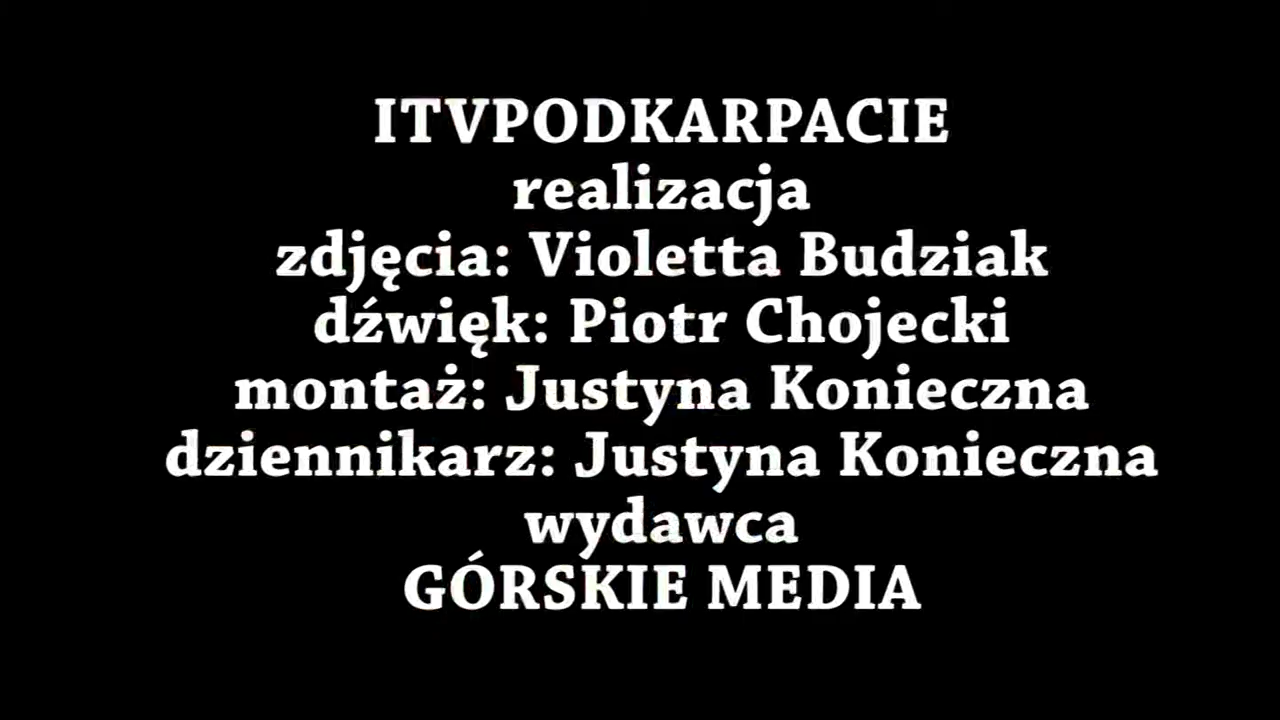 ITVPODKARPACIE
realizacja
zdjęcia: Violetta Budziak
dźwięk: Piotr Chojecki
montaż: Justyna Konieczna
dziennikarz: Justyna Konieczna
wydawca
GÓRSKIE MEDIA